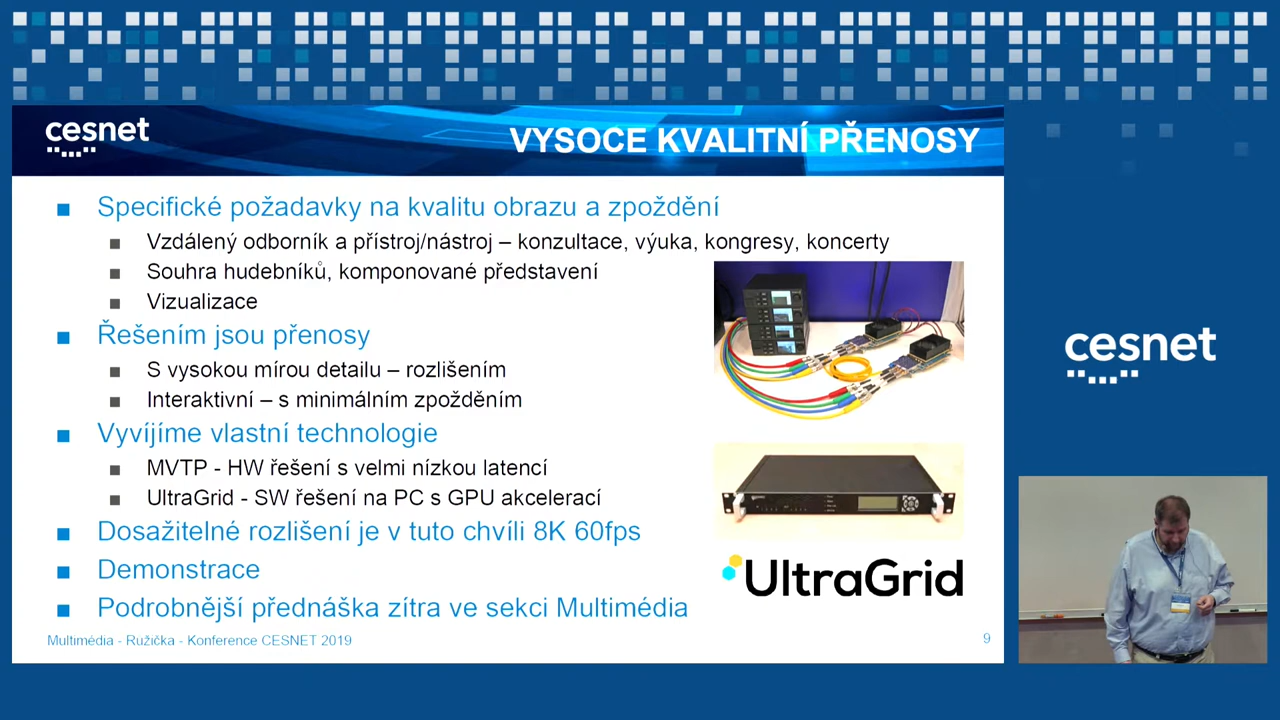 cesnet
VYSOCE KVALITNÍ PŘENOSY
Specifické požadavky na kvalitu obrazu a zpoždění
Vzdálený odborník a přístroj/nástroj – konzultace, výuka, kongresy, koncerty
Souhra hudebníků, komponované představení
Vizualizace
Řešením jsou přenosy
S vysokou mírou detailu – rozlišením
Interaktivní – s minimálním zpožděním
Vyvíjíme vlastní technologie
MVTP - HW řešení s velmi nízkou latencí
UltraGrid - SW řešení na PC s GPU akcelerací
Dosažitelné rozlišení je v tuto chvíli 8K 60fps
Demonstrace
Podrobnější přednáška zítra ve sekci Multimédia
UltraGrid
Multimédia - Ružička - Konference CESNET 2019
9
cesnet